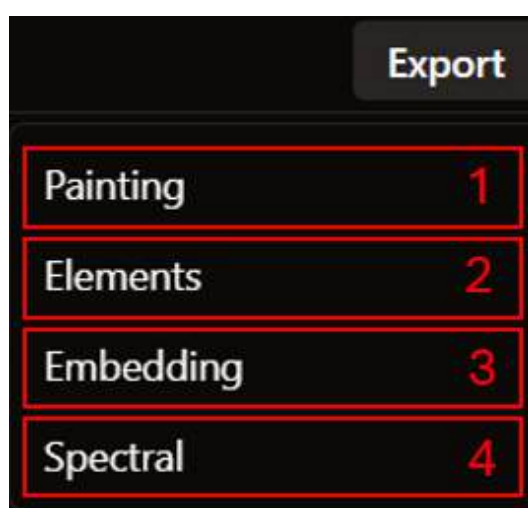 Export
Painting 1
Elements 2
Embedding 3
Spectral 4